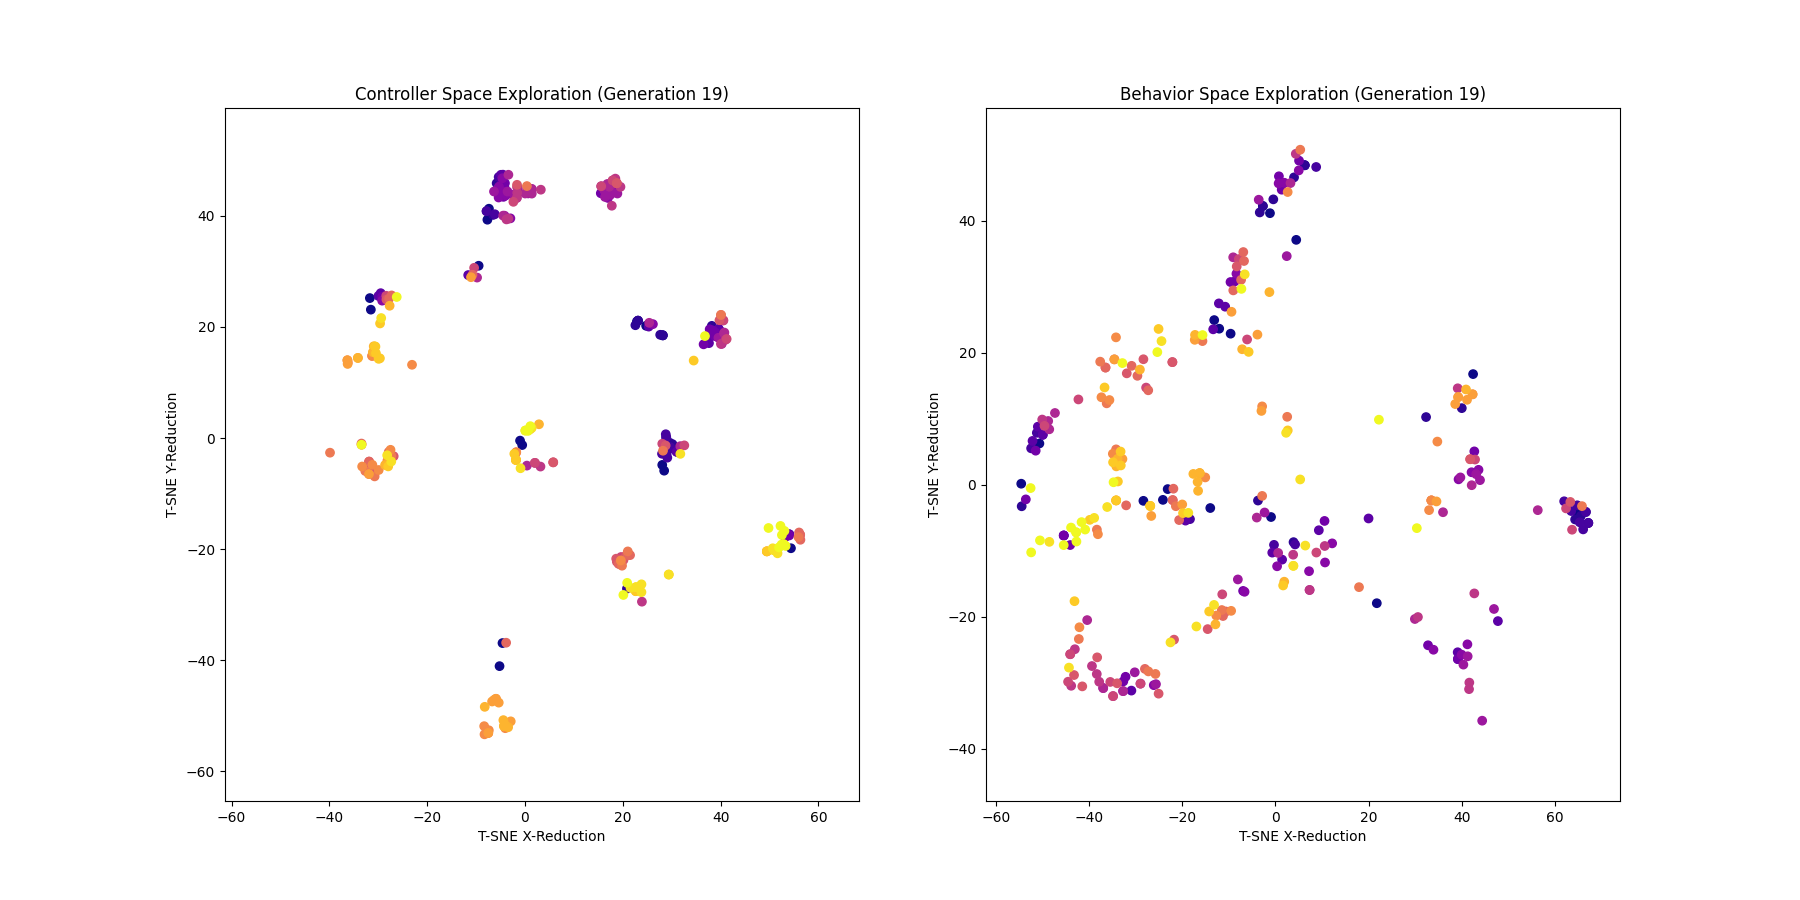 Controller Space Exploration (Generation 19)
40
20
0
−20
−40
−60
T-SNE Y-Reduction
−60 −40 −20 0 20 40 60
T-SNE X-Reduction
Behavior Space Exploration (Generation 19)
40
20
0
−20
−40
T-SNE Y-Reduction
−60 −40 −20 0 20 40 60
T-SNE X-Reduction